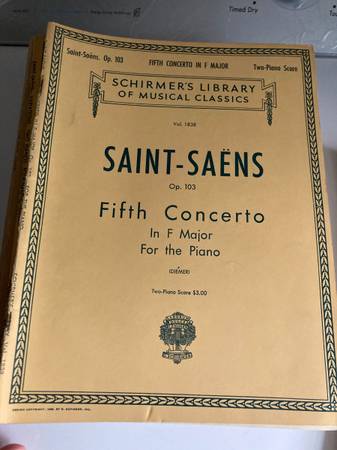 Timed Dry
Saint-Saëns, Op. 103 FIFTH CONCERTO IN F MAJOR Two-Piano Score
SCHIRMER'S LIBRARY
OF MUSICAL CLASSICS
Vol. 1838
SAINT-SAËNS
Op. 103
Fifth Concerto
In F Major
For the Piano
(DIÉMER)
Two-Piano Score $3.00